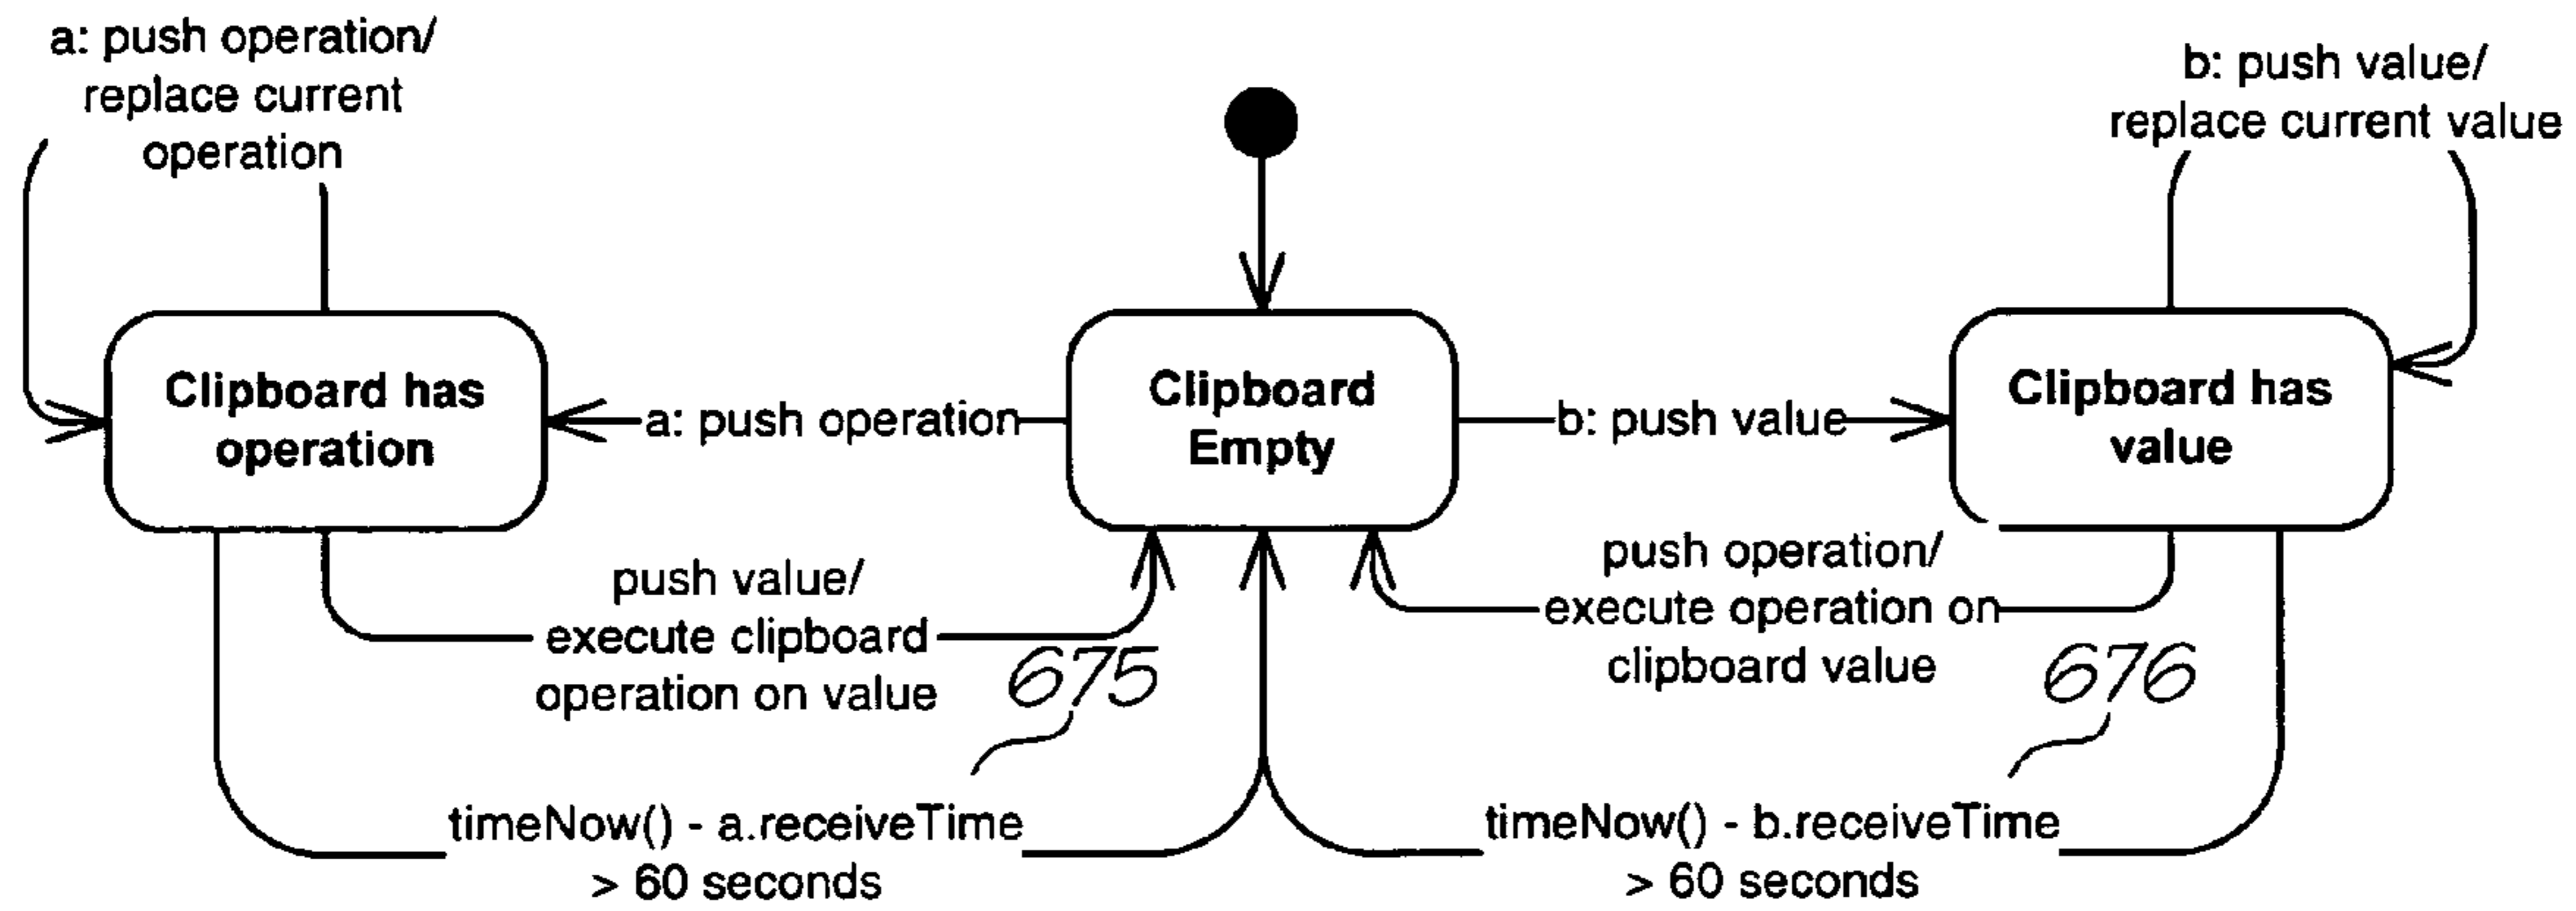 a: push operation/
replace current
operation
b: push value/
replace current value
Clipboard has
operation
a: push operation
Clipboard
Empty
b: push value
Clipboard has
value
push value/
execute clipboard
operation on value
675
push operation/
execute operation on
clipboard value
676
timeNow() - a.receiveTime
> 60 seconds
timeNow() - b.receiveTime
> 60 seconds